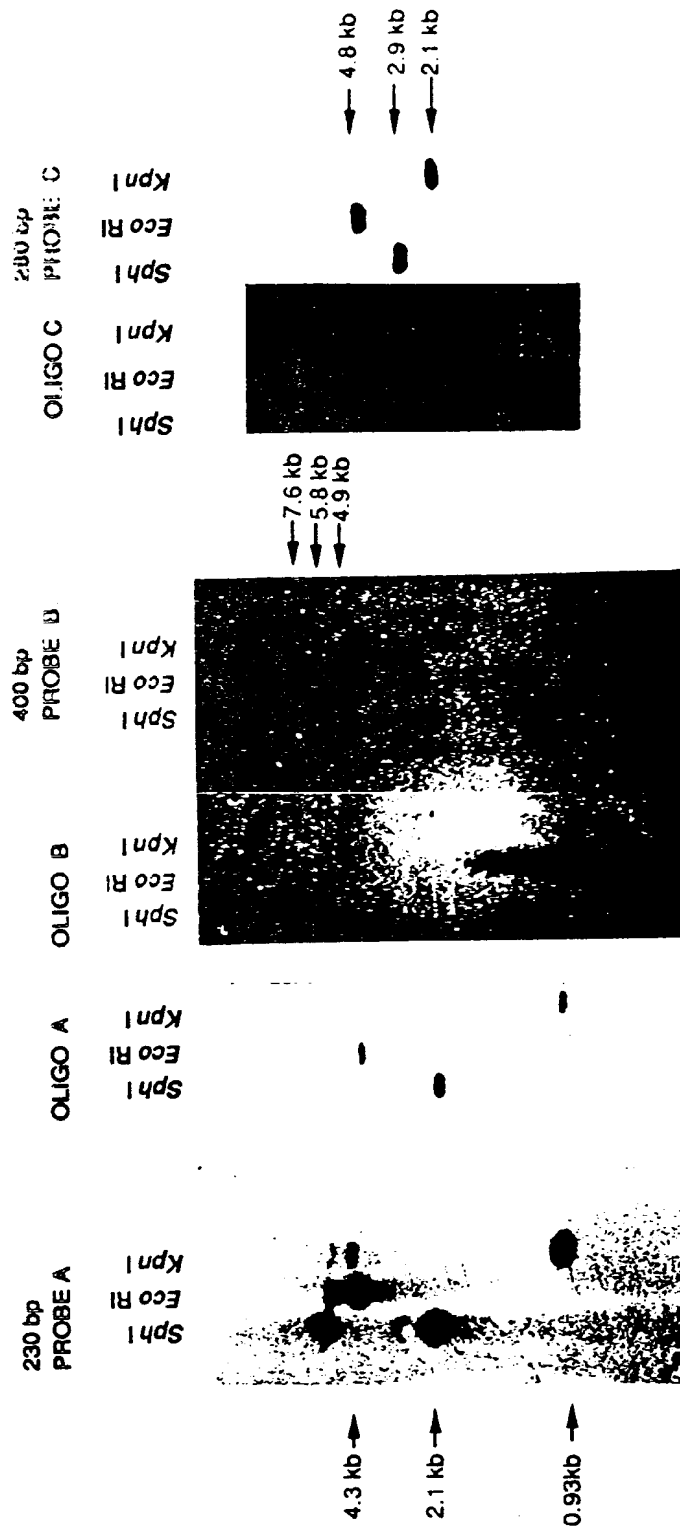 230 bp
PROBE A
Sph I
Eco RI
Kpn I
OLIGO A
Sph I
Eco RI
Kpn I
OLIGO B
Sph I
Eco RI
Kpn I
400 bp
PROBE B
Sph I
Eco RI
Kpn I
OLIGO C
Sph I
Eco RI
Kpn I
280 bp
PROBE C
Sph I
Eco RI
Kpn I
4.3 kb
2.1 kb
0.93kb
7.6 kb
5.8 kb
4.9 kb
4.8 kb
2.9 kb
2.1 kb